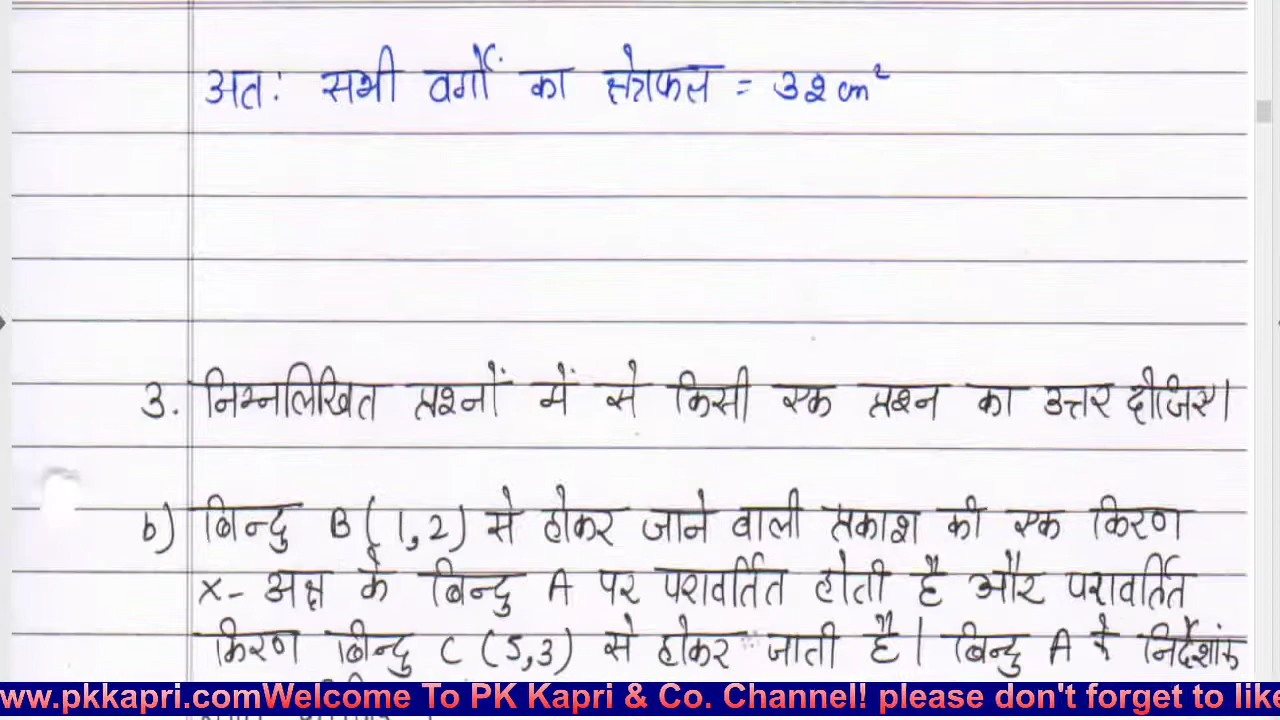 अतः सभी वर्गों का क्षेत्रफल = 32 cm²
3. निम्नलिखित प्रश्नों में से किसी एक प्रश्न का उत्तर दीजिए।
b) बिन्दु B(1,2) से होकर जाने वाली प्रकाश की एक किरण
x- अक्ष के बिन्दु A पर परावर्तित होती है और परावर्तित
किरण बीन्दु C (5,3) से होकर जाती है। बिन्दु A के निर्देशांक
www.pkkapri.comWelcome To PK Kapri & Co. Channel! please don't forget to like